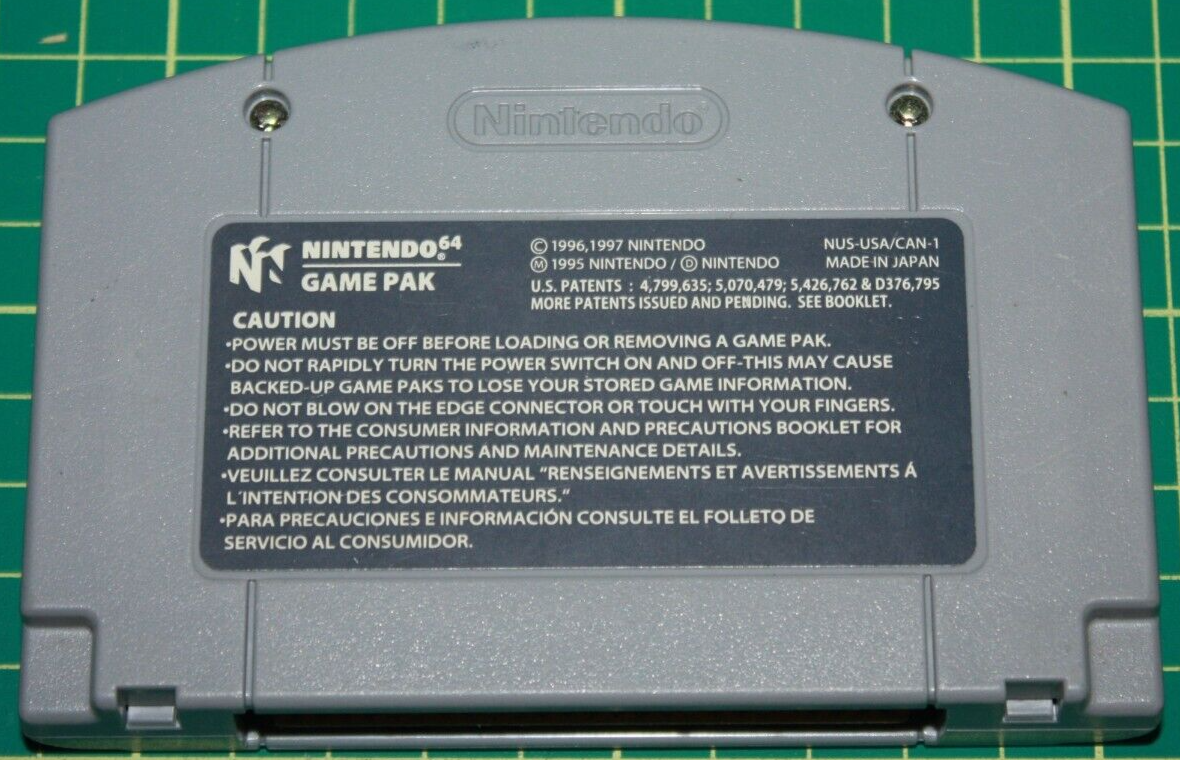 Nintendo
NINTENDO 64®
GAME PAK
© 1996,1997 NINTENDO
Ⓜ 1995 NINTENDO / Ⓓ NINTENDO
NUS-USA/CAN-1
MADE IN JAPAN
U.S. PATENTS : 4,799,635; 5,070,479; 5,426,762 & D376,795
MORE PATENTS ISSUED AND PENDING. SEE BOOKLET.
CAUTION
•POWER MUST BE OFF BEFORE LOADING OR REMOVING A GAME PAK.
•DO NOT RAPIDLY TURN THE POWER SWITCH ON AND OFF-THIS MAY CAUSE
BACKED-UP GAME PAKS TO LOSE YOUR STORED GAME INFORMATION.
•DO NOT BLOW ON THE EDGE CONNECTOR OR TOUCH WITH YOUR FINGERS.
•REFER TO THE CONSUMER INFORMATION AND PRECAUTIONS BOOKLET FOR
ADDITIONAL PRECAUTIONS AND MAINTENANCE DETAILS.
•VEUILLEZ CONSULTER LE MANUAL "RENSEIGNEMENTS ET AVERTISSEMENTS Á
L'INTENTION DES CONSOMMATEURS."
•PARA PRECAUCIONES E INFORMACIÓN CONSULTE EL FOLLETO DE
SERVICIO AL CONSUMIDOR.